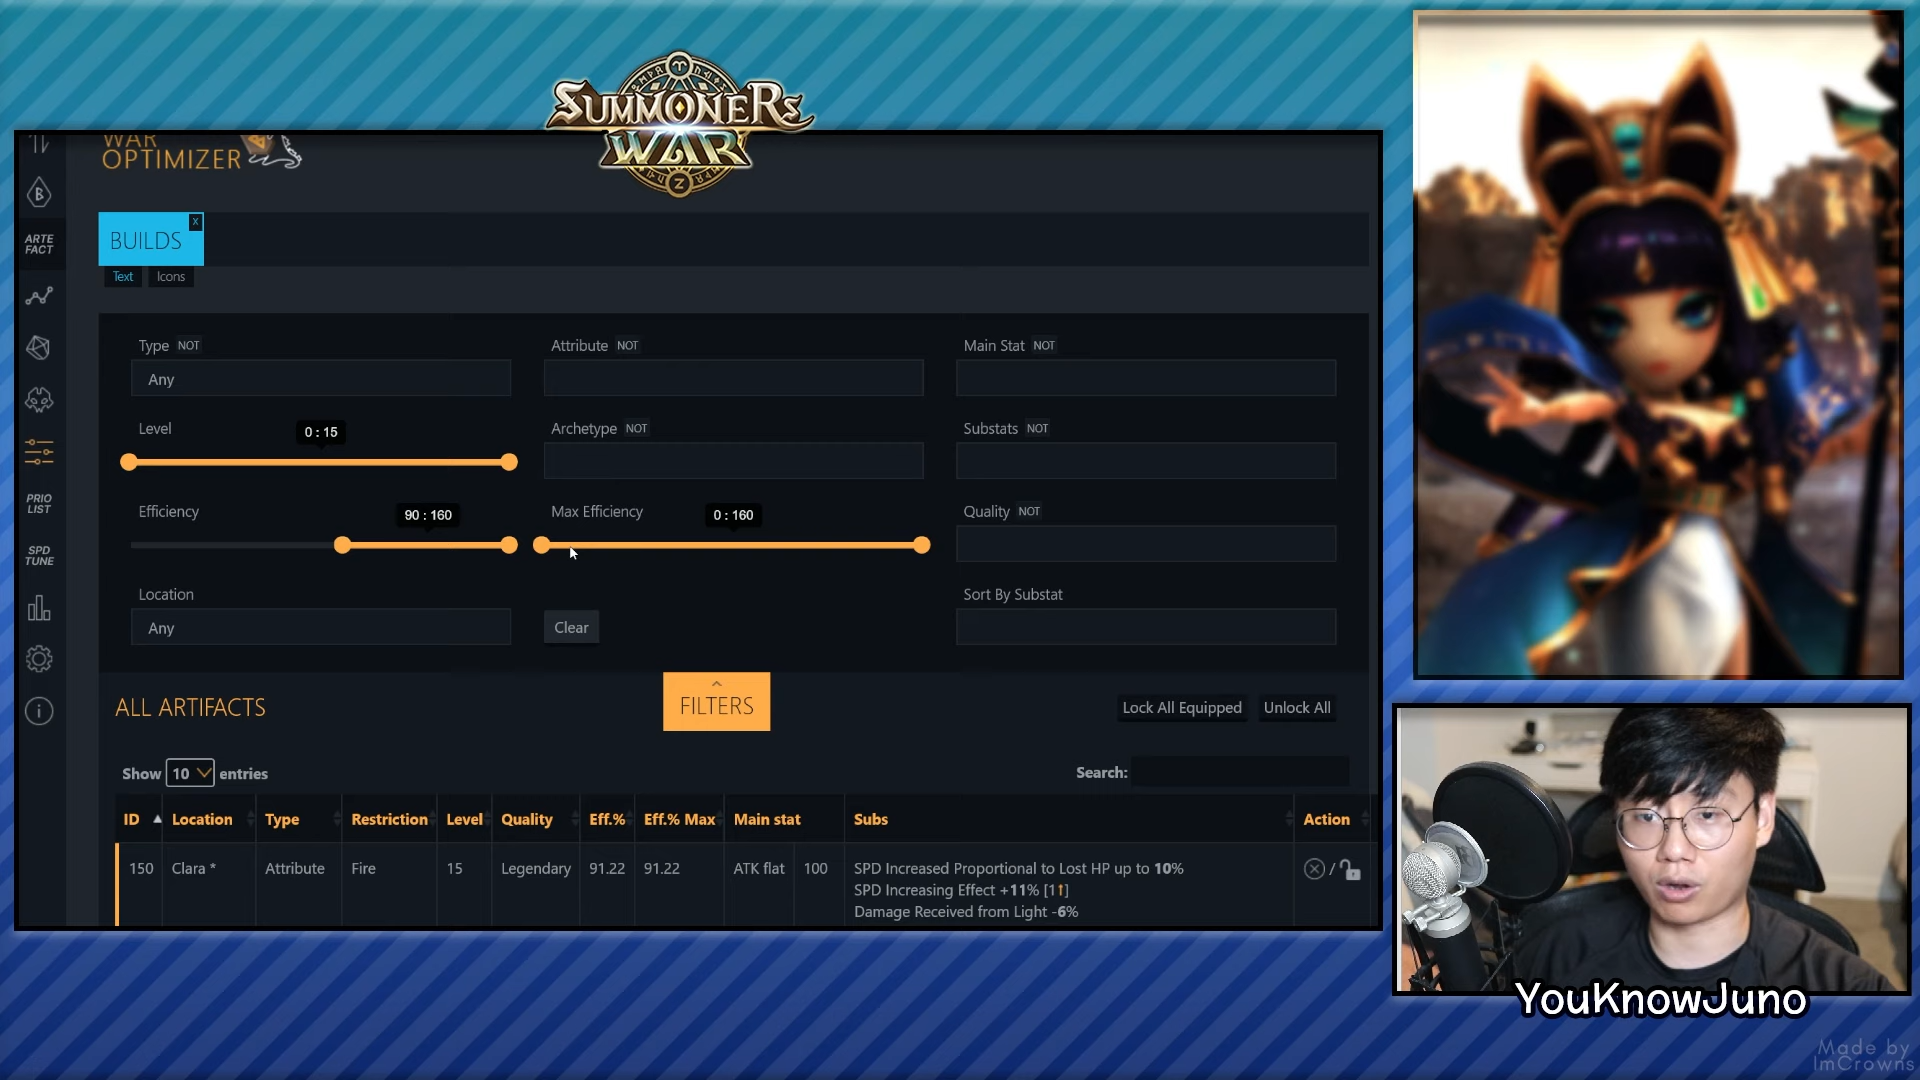 SUMMONERS
WAR
WAR
OPTIMIZER
BUILDS
X
Text
Icons
ARTE
FACT
PRIO
LIST
SPD
TUNE
Type NOT
Any
Attribute NOT
Main Stat NOT
Level
0 : 15
Archetype NOT
Substats NOT
Efficiency
90 : 160
Max Efficiency
0 : 160
Quality NOT
Location
Any
Clear
Sort By Substat
ALL ARTIFACTS
FILTERS
Lock All Equipped
Unlock All
Show 10 entries
Search:
ID Location Type Restriction Level Quality Eff.% Eff.% Max Main stat Subs Action
150 Clara * Attribute Fire 15 Legendary 91.22 91.22 ATK flat 100 SPD Increased Proportional to Lost HP up to 10% /
SPD Increasing Effect +11% [1↑]
Damage Received from Light -6%
YouKnowJuno
Made by
ImCrowns